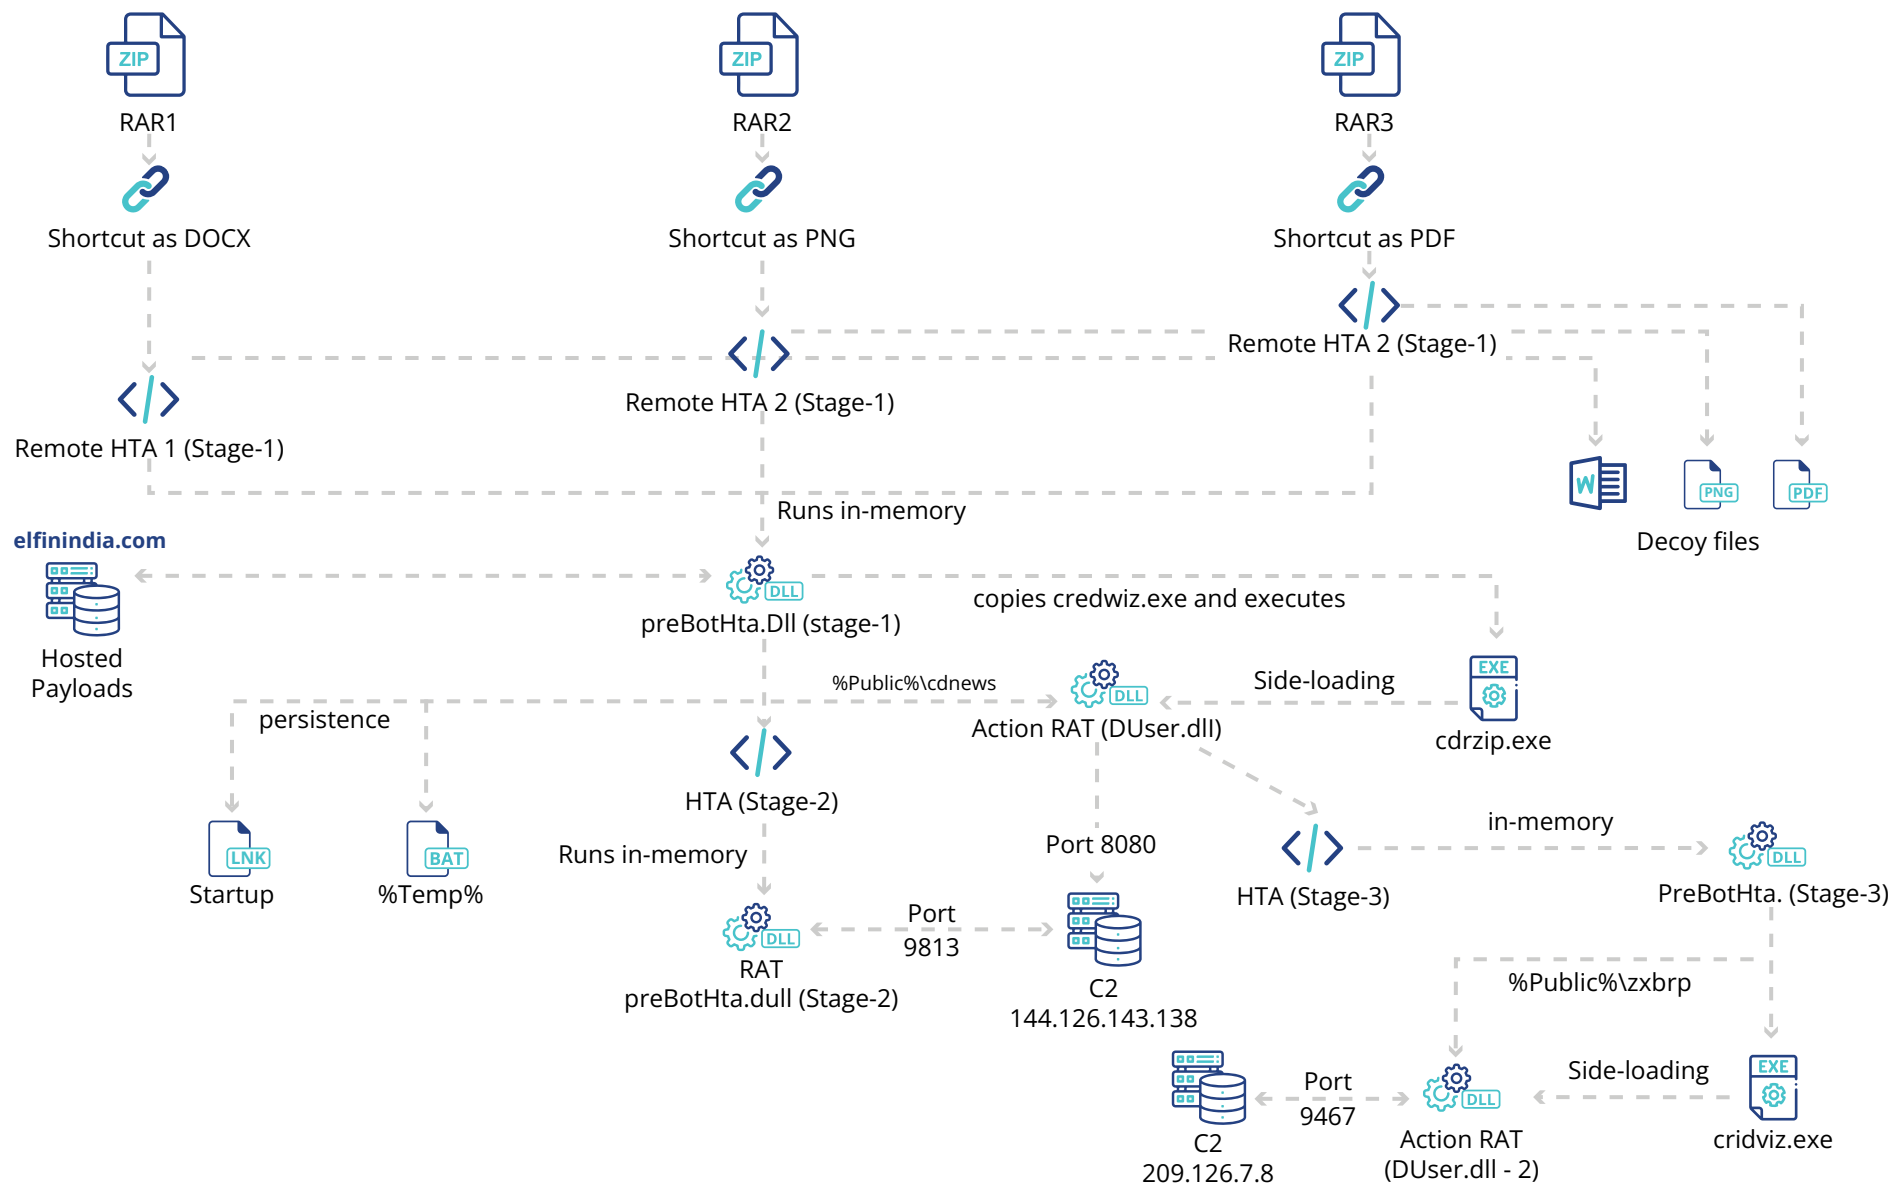 ZIP
ZIP
ZIP
RAR1
RAR2
RAR3
Shortcut as DOCX
Shortcut as PNG
Shortcut as PDF
Remote HTA 2 (Stage-1)
Remote HTA 2 (Stage-1)
Remote HTA 1 (Stage-1)
W
PNG
PDF
Decoy files
Runs in-memory
elfinindia.com
Hosted
Payloads
DLL
preBotHta.Dll (stage-1)
copies credwiz.exe and executes
EXE
cdrzip.exe
Side-loading
%Public%\cdnews
DLL
Action RAT (DUser.dll)
persistence
HTA (Stage-2)
LNK
Startup
BAT
%Temp%
Runs in-memory
Port 8080
in-memory
HTA (Stage-3)
DLL
PreBotHta. (Stage-3)
DLL
RAT
preBotHta.dull (Stage-2)
Port
9813
C2
144.126.143.138
%Public%\zxbrp
EXE
cridviz.exe
Side-loading
DLL
Action RAT
(DUser.dll - 2)
Port
9467
C2
209.126.7.8